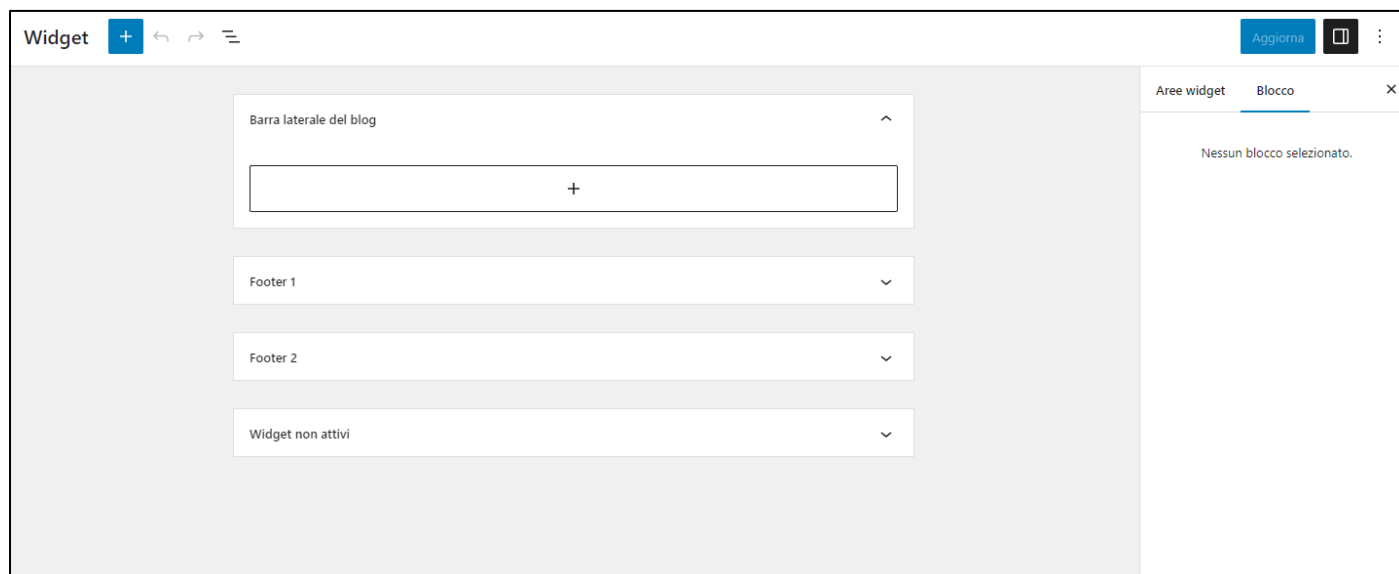 Widget
Aggiorna
Aree widget Blocco
Nessun blocco selezionato.
Barra laterale del blog
Footer 1
Footer 2
Widget non attivi